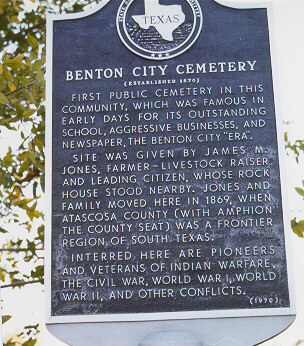 TEXAS
BENTON CITY CEMETERY
(ESTABLISHED 1870)
FIRST PUBLIC CEMETERY IN THIS
COMMUNITY, WHICH WAS FAMOUS IN
EARLY DAYS FOR ITS OUTSTANDING
SCHOOL, AGGRESSIVE BUSINESSES, AND
NEWSPAPER, THE BENTON CITY "ERA".
SITE WAS GIVEN BY JAMES M.
JONES, FARMER-LIVESTOCK RAISER
AND LEADING CITIZEN, WHOSE ROCK
HOUSE STOOD NEARBY. JONES AND
FAMILY MOVED HERE IN 1869, WHEN
ATASCOSA COUNTY (WITH AMPHION
THE COUNTY SEAT) WAS A FRONTIER
REGION OF SOUTH TEXAS.
INTERRED HERE ARE PIONEERS
AND VETERANS OF INDIAN WARFARE,
THE CIVIL WAR, WORLD WAR I, WORLD
WAR II, AND OTHER CONFLICTS.
(1970)